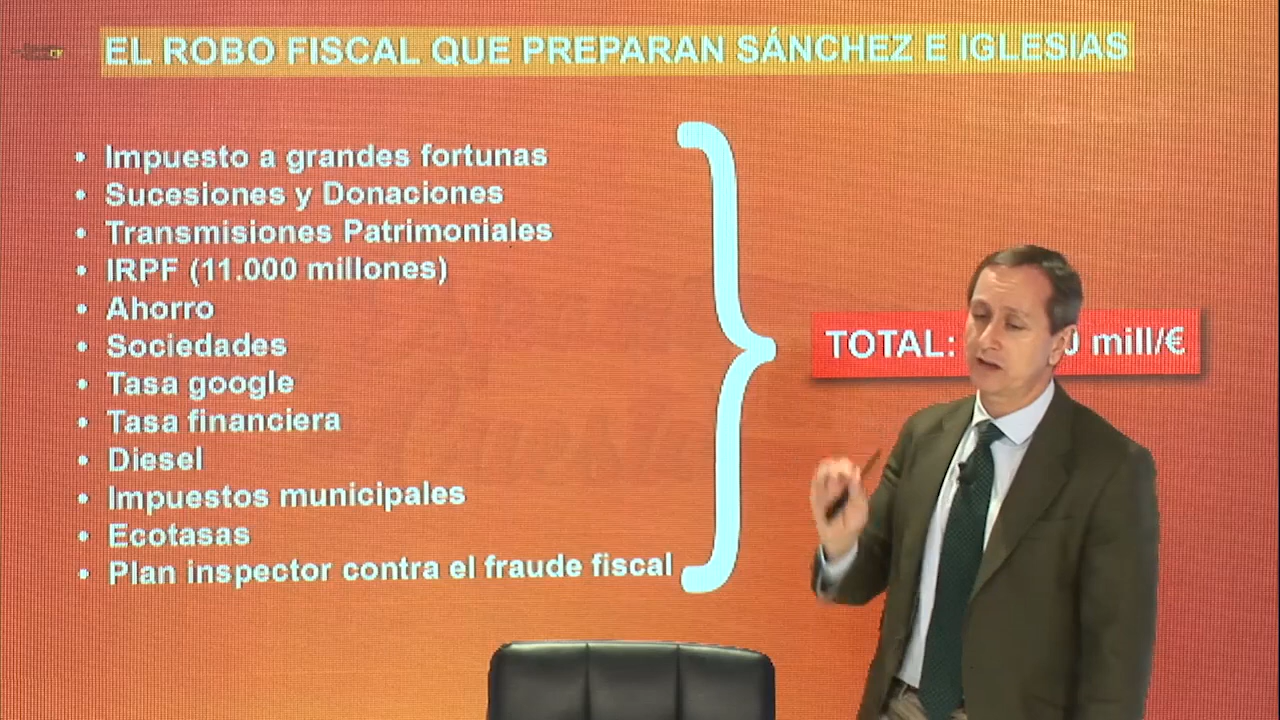 EL ROBO FISCAL QUE PREPARAN SÁNCHEZ E IGLESIAS
• Impuesto a grandes fortunas
• Sucesiones y Donaciones
• Transmisiones Patrimoniales
• IRPF (11.000 millones)
• Ahorro
• Sociedades
• Tasa google
• Tasa financiera
• Diesel
• Impuestos municipales
• Ecotasas
• Plan inspector contra el fraude fiscal
TOTAL: mill/€